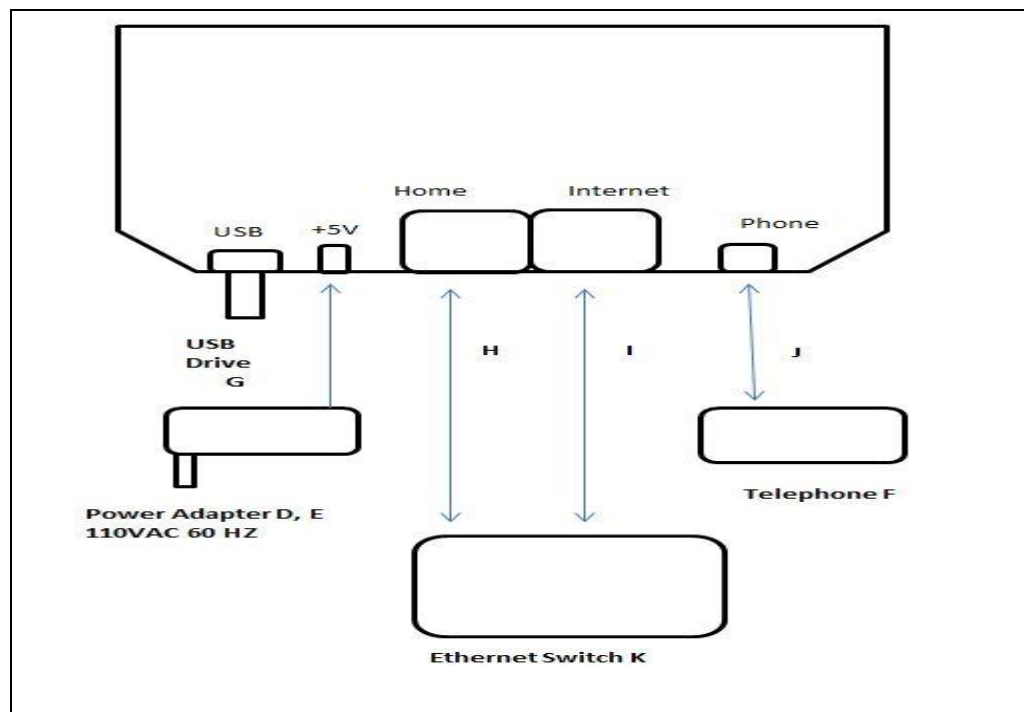 Home
Internet
Phone
USB
+5V
USB
Drive
G
H
I
J
Telephone F
Power Adapter D, E
110VAC 60 HZ
Ethernet Switch K